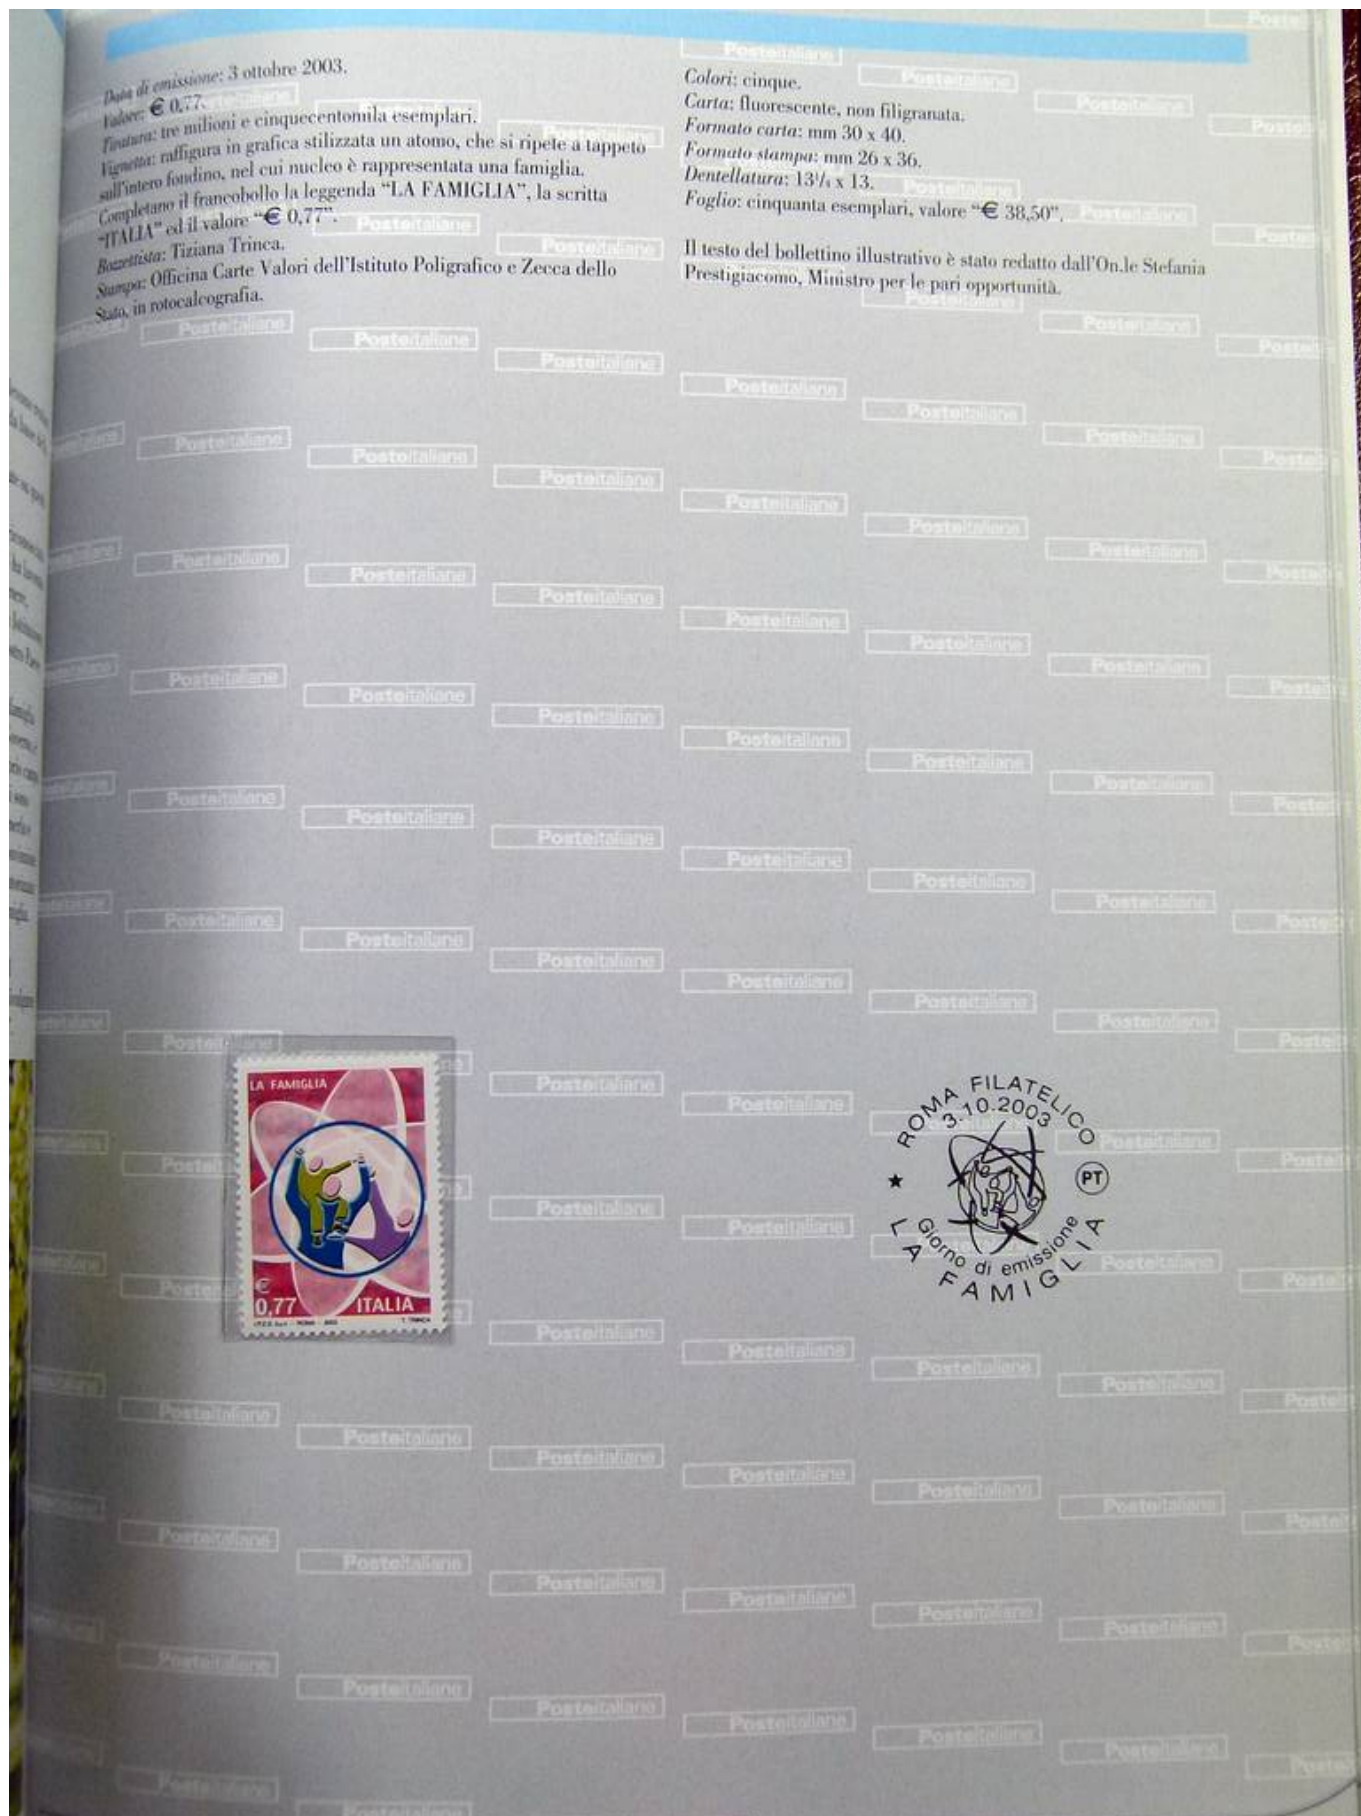 Data di emissione: 3 ottobre 2003.
Valore: € 0,77.
Tiratura: tre milioni e cinquecentomila esemplari.
Vignetta: raffigura in grafica stilizzata un atomo, che si ripete a tappeto
sull'intero fondino, nel cui nucleo è rappresentata una famiglia.
Completano il francobollo la leggenda “LA FAMIGLIA”, la scritta
“ITALIA” ed il valore “€ 0,77”.
Bozzettista: Tiziana Trinca.
Stampa: Officina Carte Valori dell'Istituto Poligrafico e Zecca dello
Stato, in rotocalcografia.
Colori: cinque.
Carta: fluorescente, non filigranata.
Formato carta: mm 30 x 40.
Formato stampa: mm 26 x 36.
Dentellatura: 13¼ x 13.
Foglio: cinquanta esemplari, valore “€ 38,50”.
Il testo del bollettino illustrativo è stato redatto dall'On.le Stefania
Prestigiacomo, Ministro per le pari opportunità.
Posteitaliane
LA FAMIGLIA
€
0,77 ITALIA
I.P.Z.S. S.p.A. - ROMA - 2003 T. TRINCA
ROMA FILATELICO
3.10.2003
PT
Giorno di emissione
LA FAMIGLIA